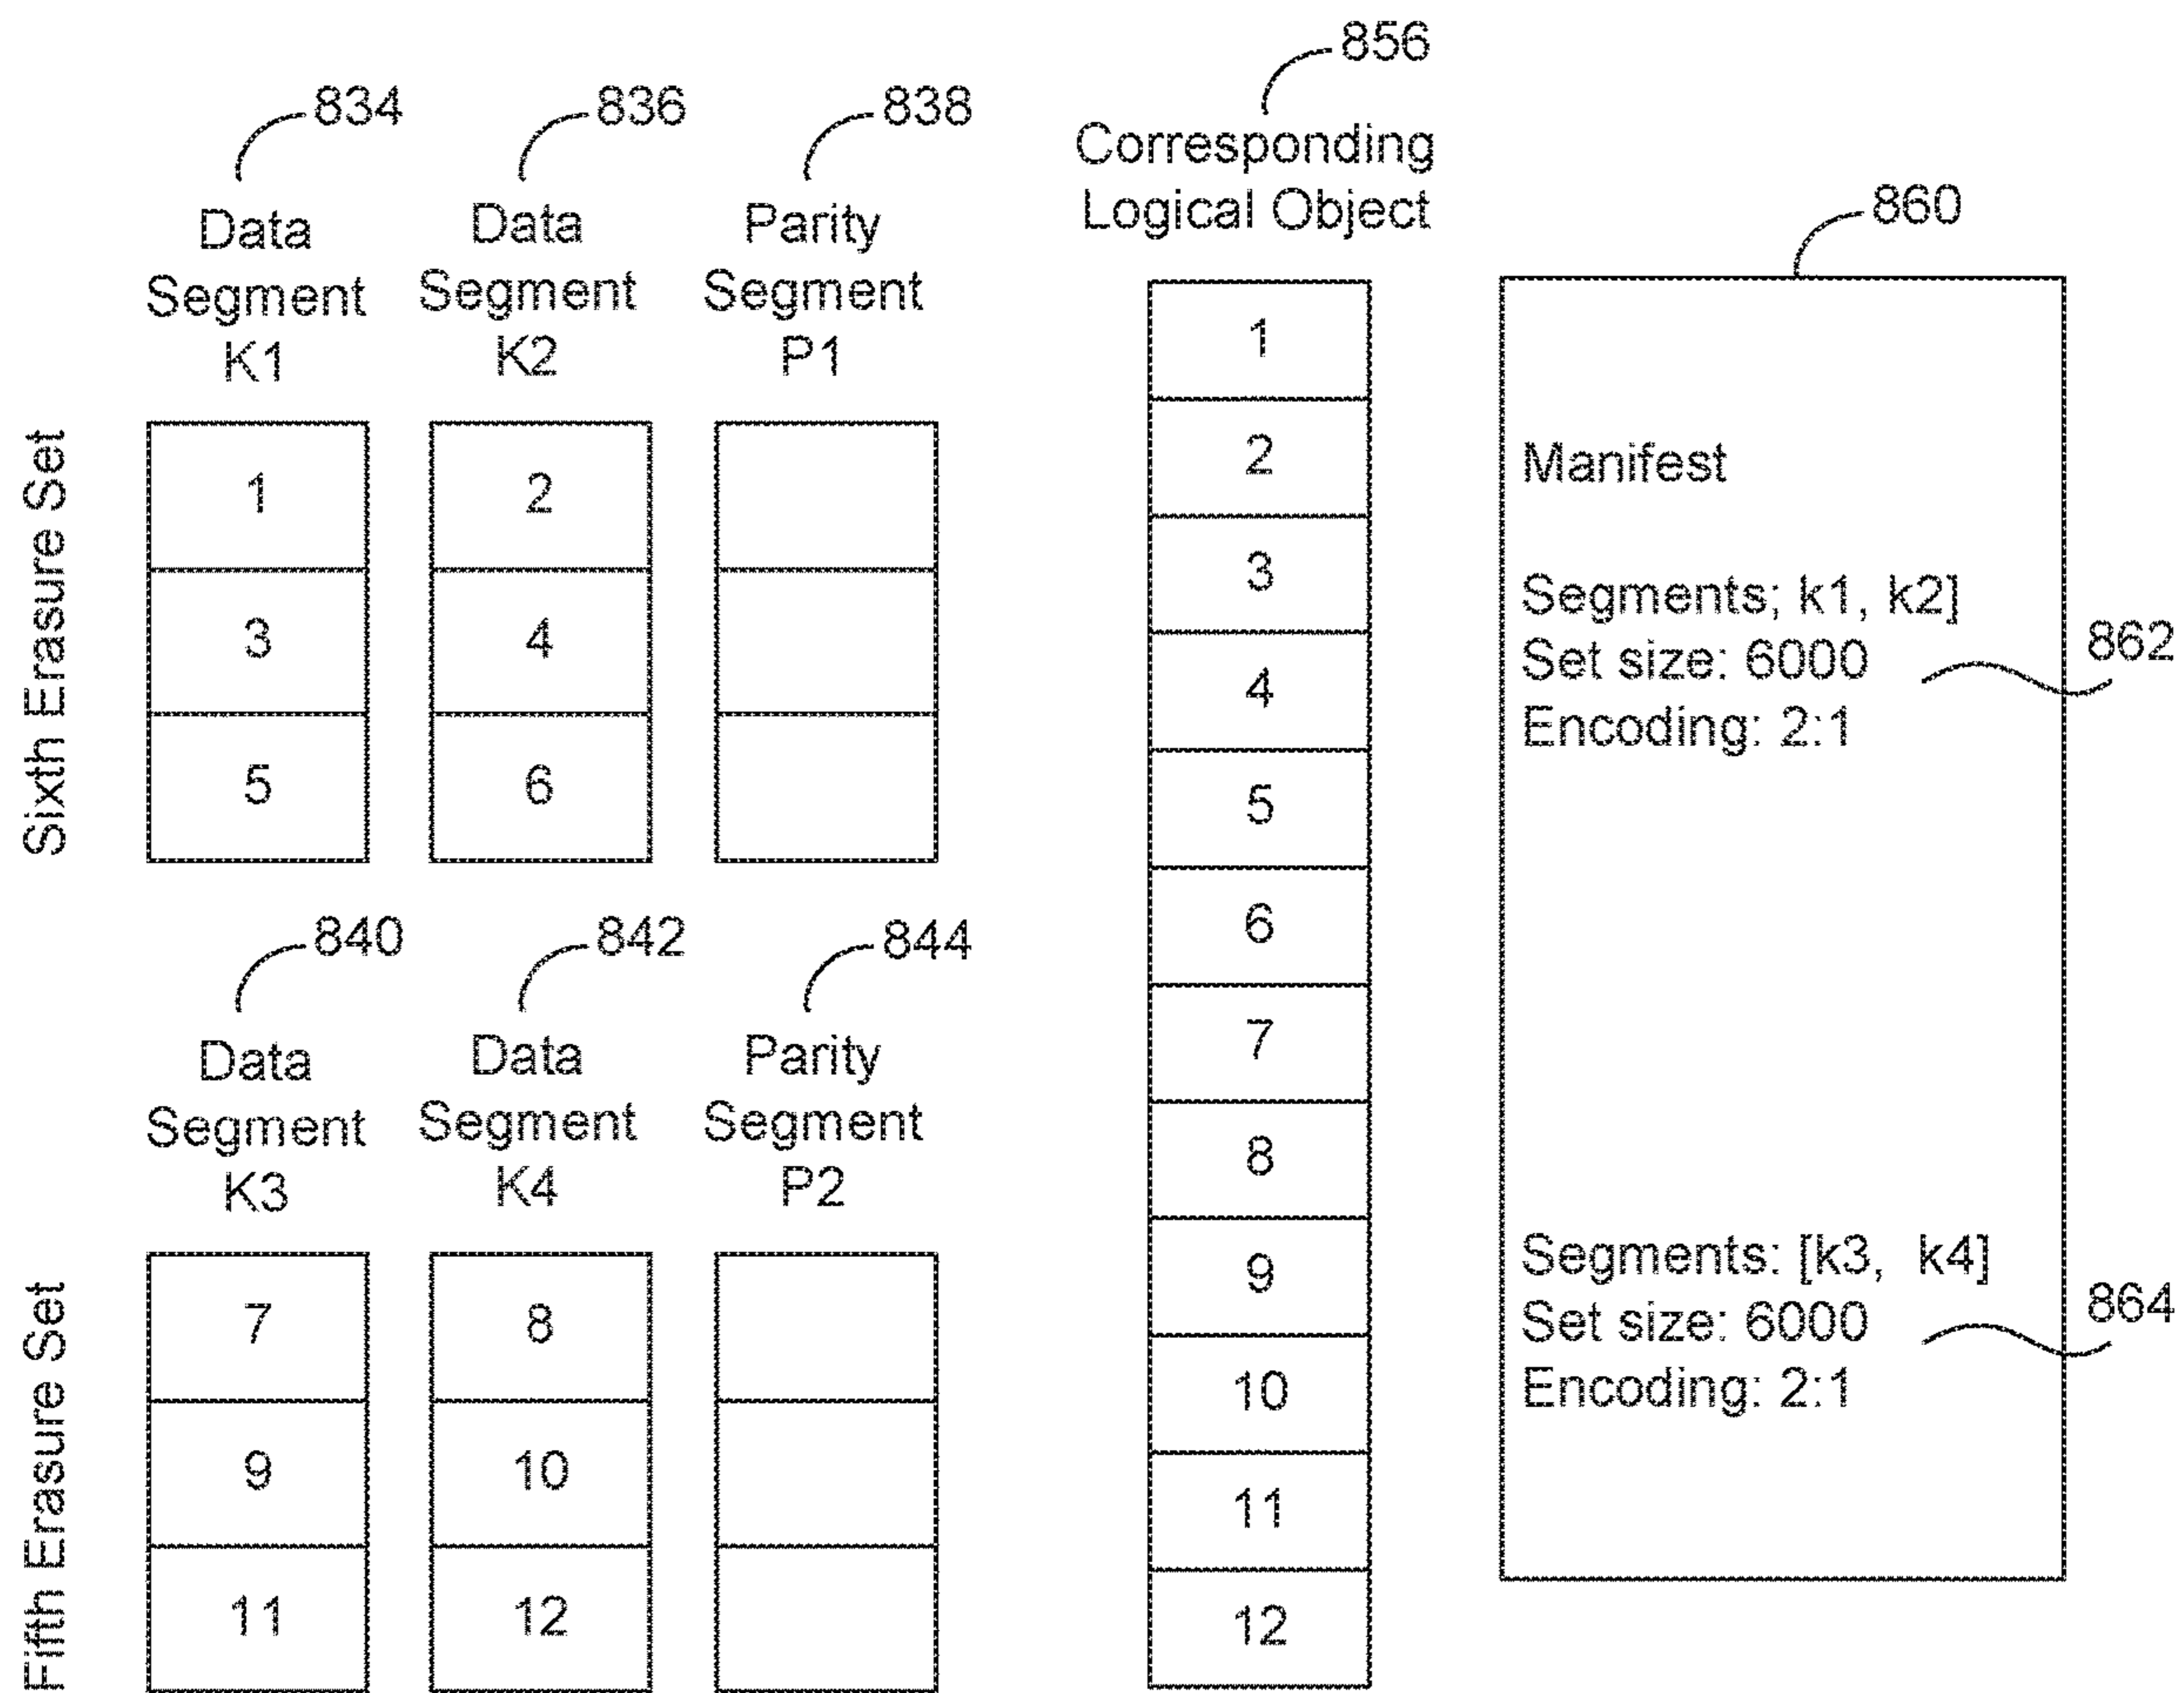 834
836
838
856
Data
Segment
K1
Data
Segment
K2
Parity
Segment
P1
Corresponding
Logical Object
860
Sixth Erasure Set
1
2
3
4
5
6
840
842
844
Data
Segment
K3
Data
Segment
K4
Parity
Segment
P2
Fifth Erasure Set
7
8
9
10
11
12
1
2
3
4
5
6
7
8
9
10
11
12
Manifest
Segments; k1, k2]
Set size: 6000
Encoding: 2:1
862
Segments: [k3, k4]
Set size: 6000
Encoding: 2:1
864